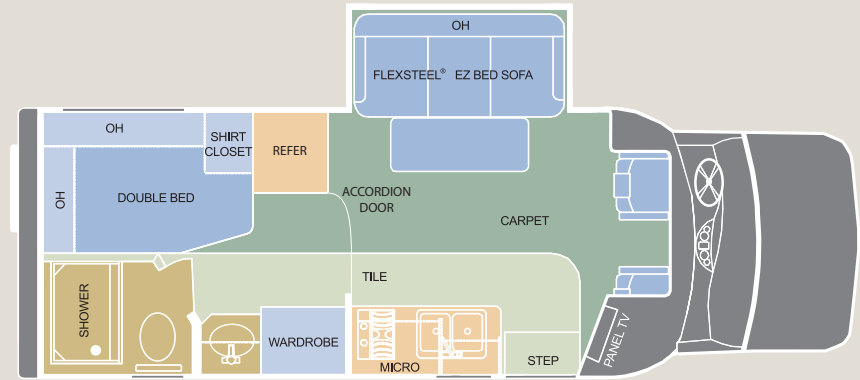 OH
FLEXSTEEL® EZ BED SOFA
OH
SHIRT
CLOSET
REFER
OH
DOUBLE BED
ACCORDION
DOOR
CARPET
TILE
SHOWER
WARDROBE
MICRO
STEP
PANEL TV